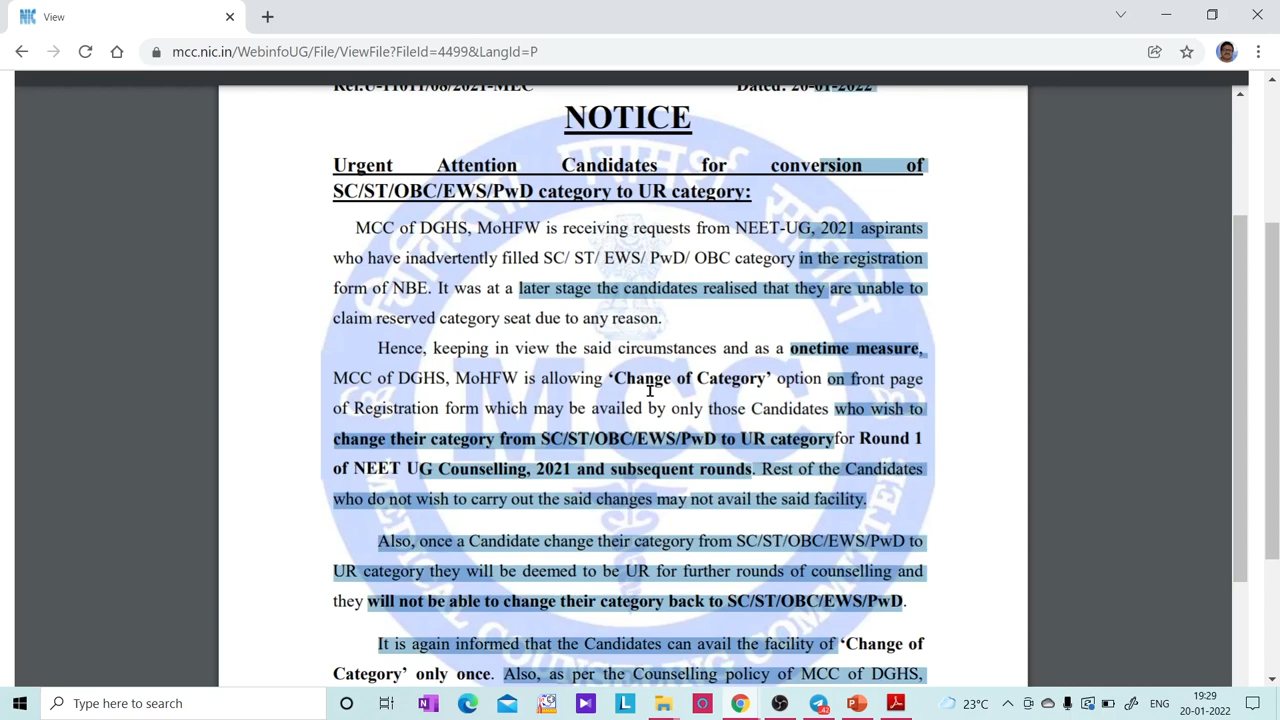 View
mcc.nic.in/WebinfoUG/File/ViewFile?FileId=4499&LangId=P
Ref:U-11011/08/2021-MEC Dated: 20-01-2022
NOTICE
Urgent Attention Candidates for conversion of
SC/ST/OBC/EWS/PwD category to UR category:
MCC of DGHS, MoHFW is receiving requests from NEET-UG, 2021 aspirants
who have inadvertently filled SC/ ST/ EWS/ PwD/ OBC category in the registration
form of NBE. It was at a later stage the candidates realised that they are unable to
claim reserved category seat due to any reason.
Hence, keeping in view the said circumstances and as a onetime measure,
MCC of DGHS, MoHFW is allowing ‘Change of Category’ option on front page
of Registration form which may be availed by only those Candidates who wish to
change their category from SC/ST/OBC/EWS/PwD to UR categoryfor Round 1
of NEET UG Counselling, 2021 and subsequent rounds. Rest of the Candidates
who do not wish to carry out the said changes may not avail the said facility.
Also, once a Candidate change their category from SC/ST/OBC/EWS/PwD to
UR category they will be deemed to be UR for further rounds of counselling and
they will not be able to change their category back to SC/ST/OBC/EWS/PwD.
It is again informed that the Candidates can avail the facility of ‘Change of
Category’ only once. Also, as per the Counselling policy of MCC of DGHS,
MCC
Type here to search
23°C
ENG
19:29
20-01-2022